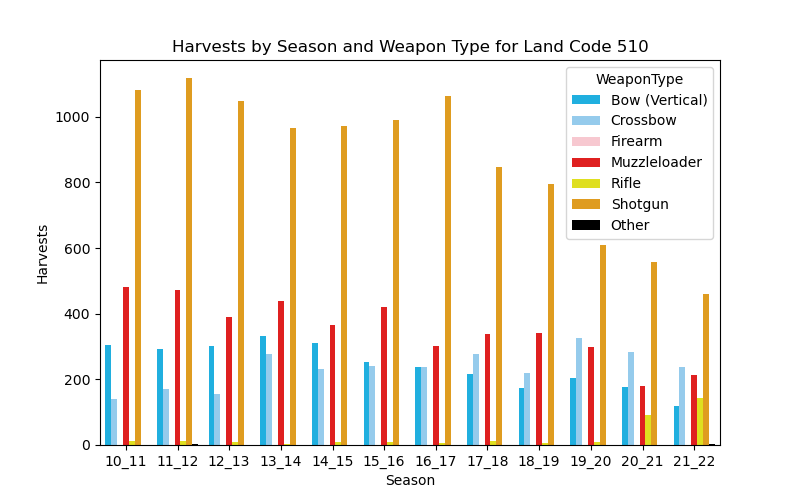 Harvests by Season and Weapon Type for Land Code 510
WeaponType
Bow (Vertical)
Crossbow
Firearm
Muzzleloader
Rifle
Shotgun
Other
Harvests
1000
800
600
400
200
0
10_11 11_12 12_13 13_14 14_15 15_16 16_17 17_18 18_19 19_20 20_21 21_22
Season